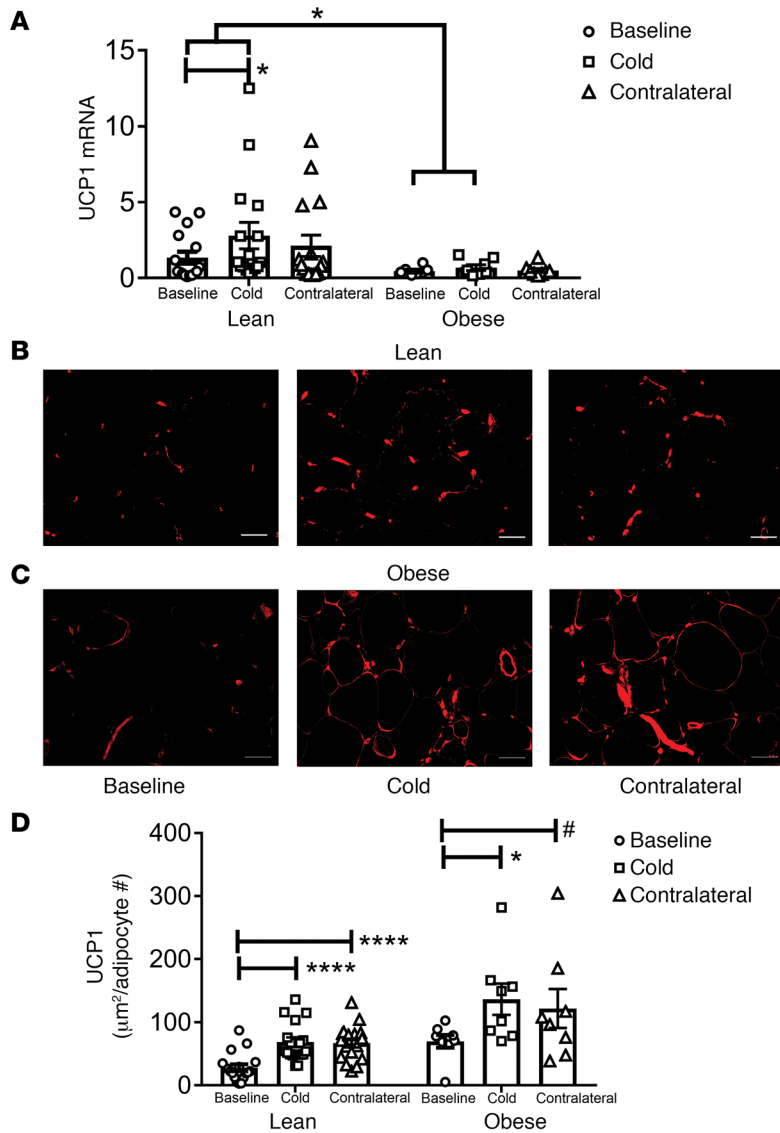 A
*
Baseline
Cold
Contralateral
UCP1 mRNA
15
10
5
0
*
Baseline Cold Contralateral Baseline Cold Contralateral
Lean Obese
B
Lean
C
Obese
Baseline Cold Contralateral
D
UCP1
(μm²/adipocyte #)
400
300
200
100
0
****
****
#
*
Baseline
Cold
Contralateral
Baseline Cold Contralateral Baseline Cold Contralateral
Lean Obese